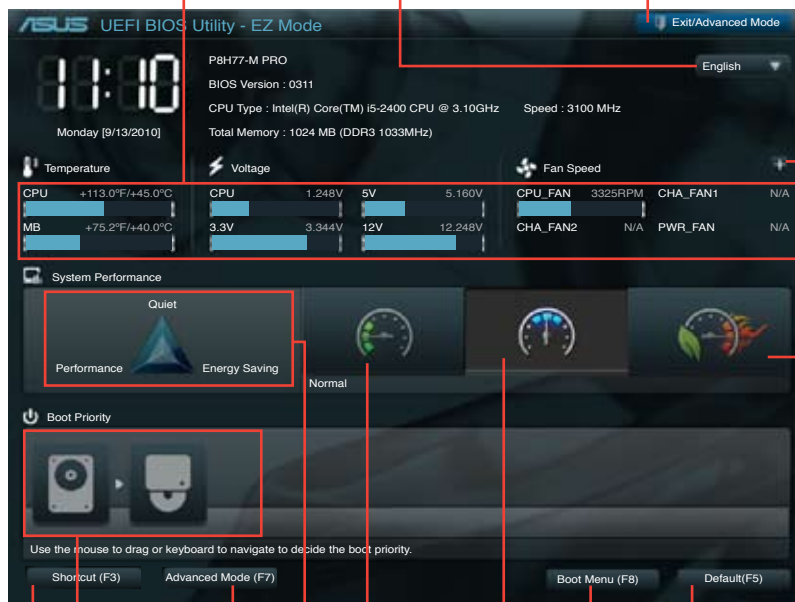 ASUS UEFI BIOS Utility - EZ Mode
Exit/Advanced Mode
11:10
Monday [9/13/2010]
P8H77-M PRO
BIOS Version : 0311
CPU Type : Intel(R) Core(TM) i5-2400 CPU @ 3.10GHz Speed : 3100 MHz
Total Memory : 1024 MB (DDR3 1033MHz)
English
Temperature
Voltage
Fan Speed
CPU +113.0°F/+45.0°C
CPU 1.248V
5V 5.160V
CPU_FAN 3325RPM
CHA_FAN1 N/A
MB +75.2°F/+40.0°C
3.3V 3.344V
12V 12.248V
CHA_FAN2 N/A
PWR_FAN N/A
System Performance
Quiet
Performance
Energy Saving
Normal
Boot Priority
Use the mouse to drag or keyboard to navigate to decide the boot priority.
Shortcut (F3)
Advanced Mode (F7)
Boot Menu (F8)
Default(F5)